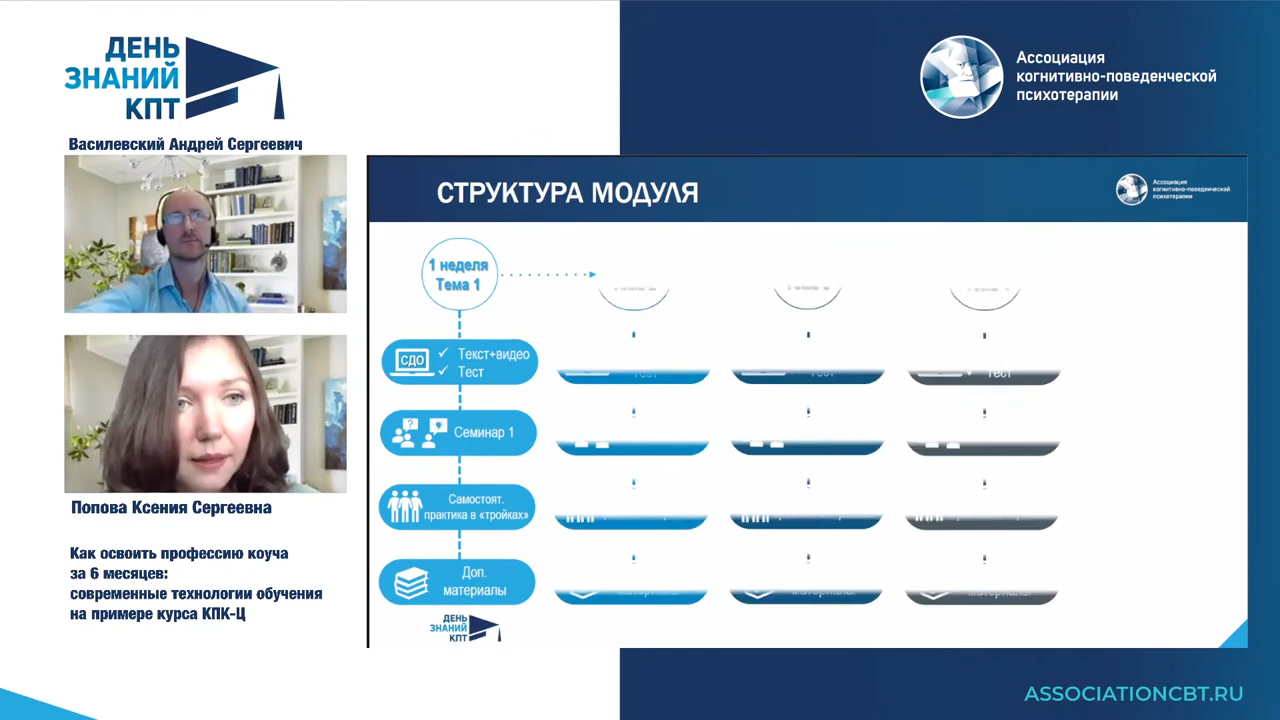 ДЕНЬ
ЗНАНИЙ
КПТ
Ассоциация
когнитивно-поведенческой
психотерапии
Василевский Андрей Сергеевич
СТРУКТУРА МОДУЛЯ
Ассоциация
когнитивно-поведенческой
психотерапии
1 неделя
Тема 1
СДО
Текст+видео
Тест
Тест
Тест
Тест
Семинар 1
Самостоят.
практика в «тройках»
Доп.
материалы
ДЕНЬ
ЗНАНИЙ
КПТ
Попова Ксения Сергеевна
Как освоить профессию коуча
за 6 месяцев:
современные технологии обучения
на примере курса КПК-Ц
ASSOCIATIONCBT.RU